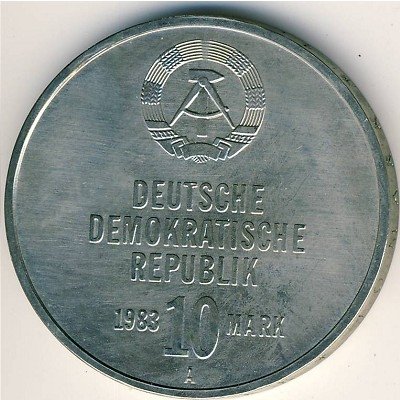 DEUTSCHE
DEMOKRATISCHE
REPUBLIK
1983 10 MARK
A